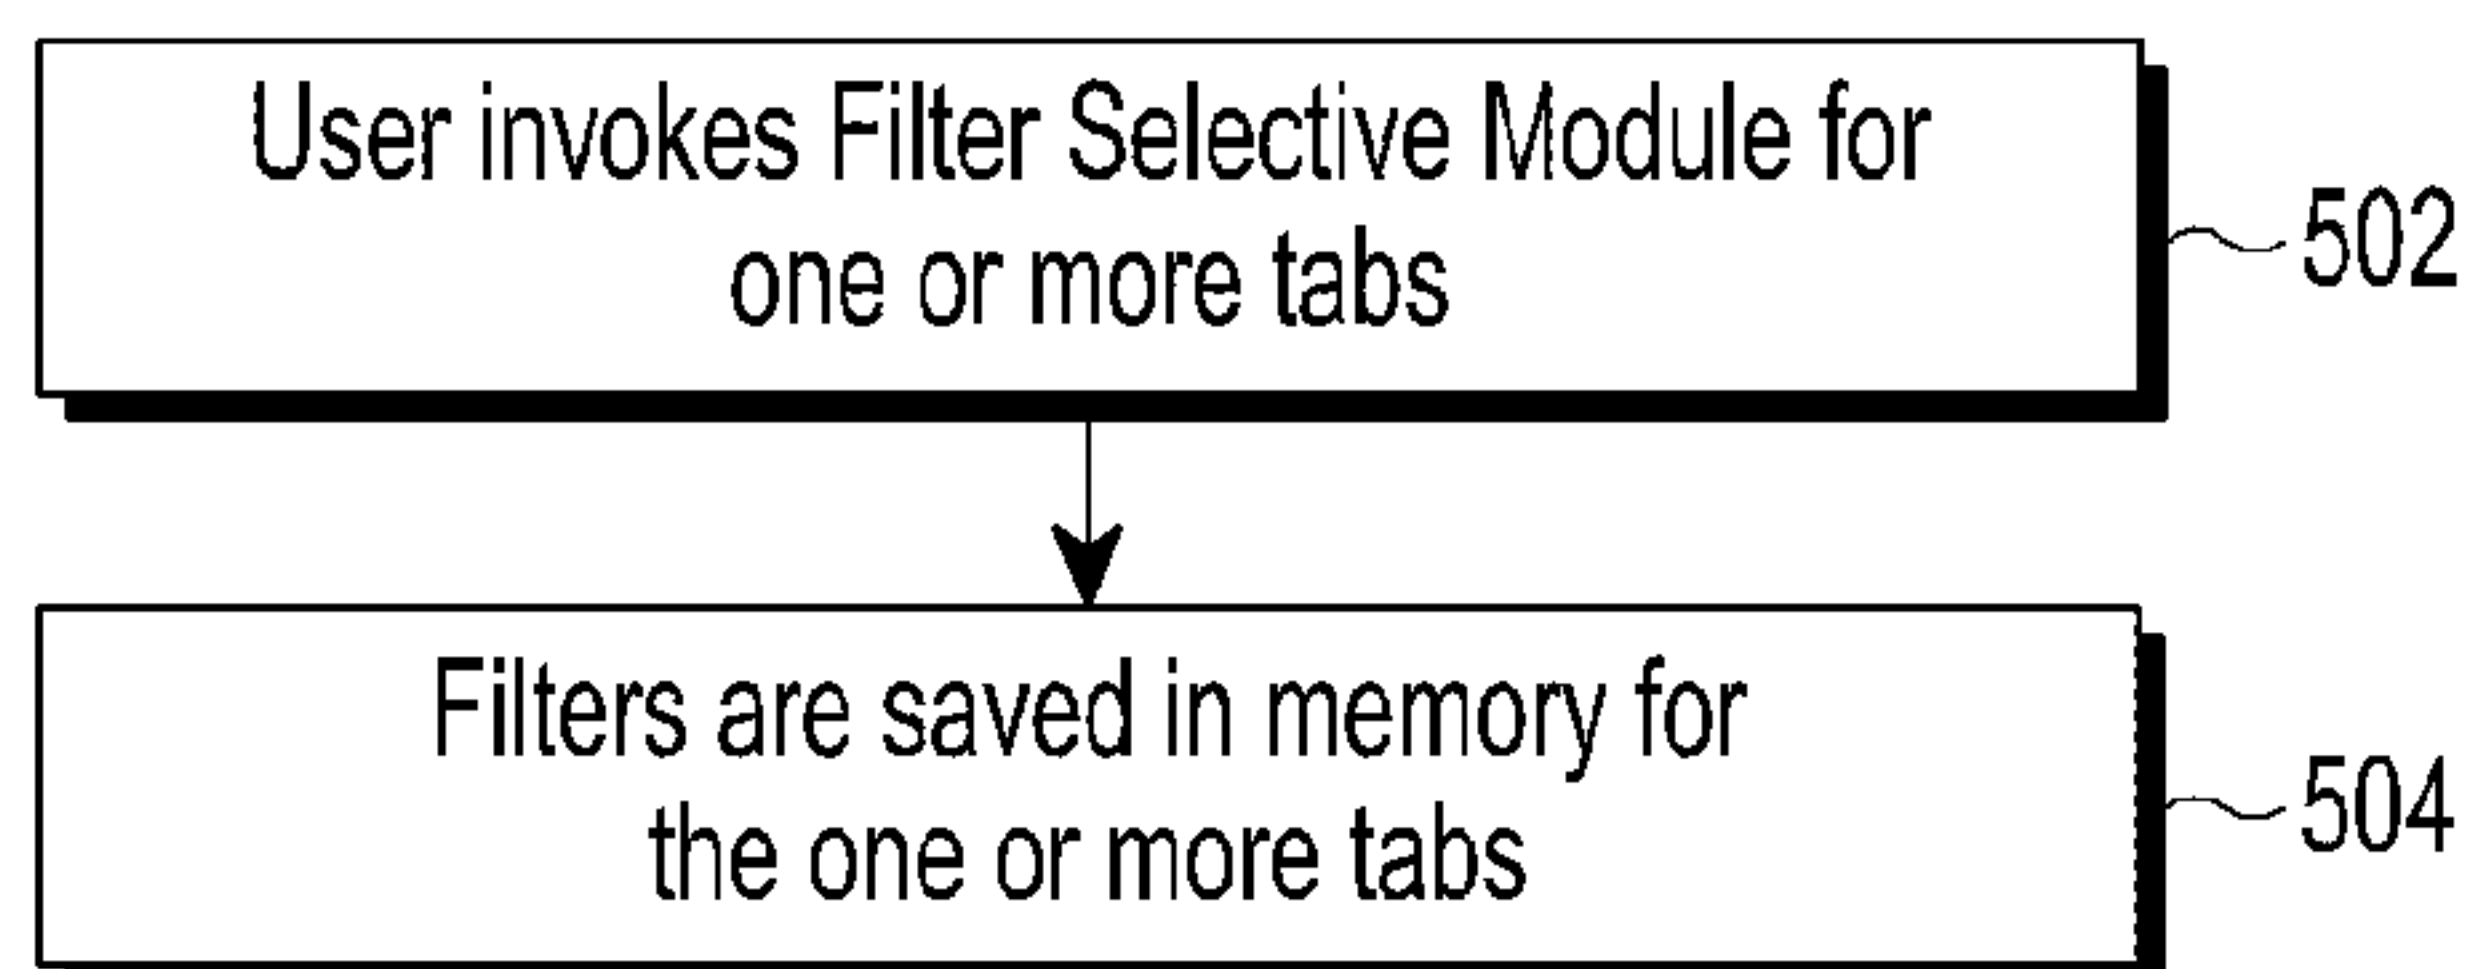 User invokes Filter Selective Module for
one or more tabs
502
Filters are saved in memory for
the one or more tabs
504